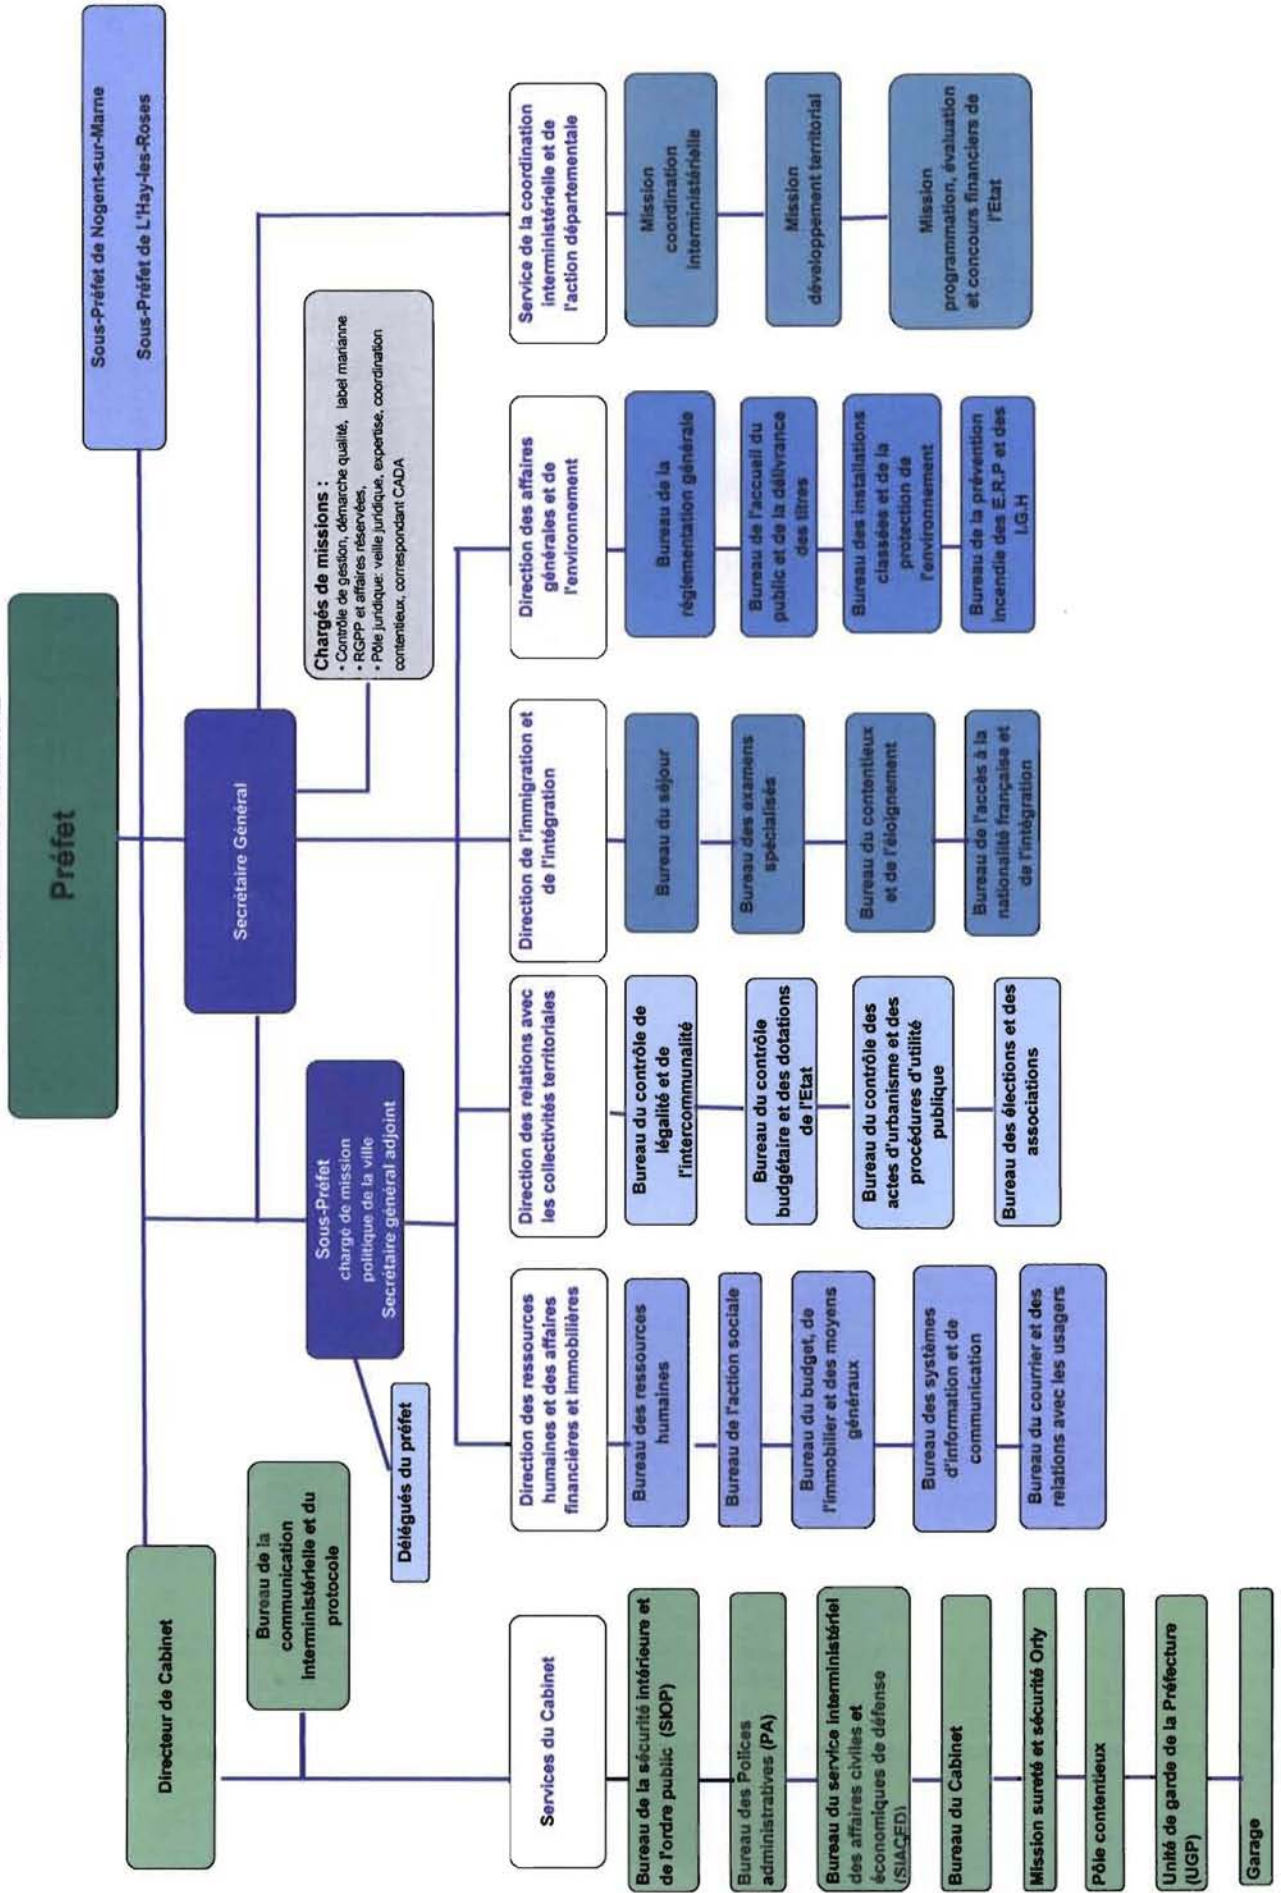 Préfet
Sous-Préfet de Nogent-sur-Marne
Sous-Préfet de L'Hay-les-Roses
Directeur de Cabinet
Secrétaire Général
Bureau de la
communication
interministérielle et du
protocole
Sous-Préfet
chargé de mission
politique de la ville
Secrétaire général adjoint
Chargés de missions :
• Contrôle de gestion, démarche qualité, label marianne
• RGPP et affaires réservées,
• Pôle juridique: veille juridique, expertise, coordination
contentieux, correspondant CADA
Délégués du préfet
Services du Cabinet
Bureau de la sécurité intérieure et
de l'ordre public (SIOP)
Bureau des Polices
administratives (PA)
Bureau du service interministériel
des affaires civiles et
économiques de défense
(SIACED)
Bureau du Cabinet
Mission sureté et sécurité Orly
Pôle contentieux
Unité de garde de la Préfecture
(UGP)
Garage
Direction des ressources
humaines et des affaires
financières et immobilières
Bureau des ressources
humaines
Bureau de l'action sociale
Bureau du budget, de
l'immobilier et des moyens
généraux
Bureau des systèmes
d'information et de
communication
Bureau du courrier et des
relations avec les usagers
Direction des relations avec
les collectivités territoriales
Bureau du contrôle de
légalité et de
l'intercommunalité
Bureau du contrôle
budgétaire et des dotations
de l'Etat
Bureau du contrôle des
actes d'urbanisme et des
procédures d'utilité
publique
Bureau des élections et des
associations
Direction de l'immigration et
de l'intégration
Bureau du séjour
Bureau des examens
spécialisés
Bureau du contentieux
et de l'éloignement
Bureau de l'accès à la
nationalité française et
de l'intégration
Direction des affaires
générales et de
l'environnement
Bureau de la
réglementation générale
Bureau de l'accueil du
public et de la délivrance
des titres
Bureau des installations
classées et de la
protection de
l'environnement
Bureau de la prévention
incendie des E.R.P et des
I.G.H
Service de la coordination
interministérielle et de
l'action départementale
Mission
coordination
interministérielle
Mission
développement territorial
Mission
programmation, évaluation
et concours financiers de
l'Etat